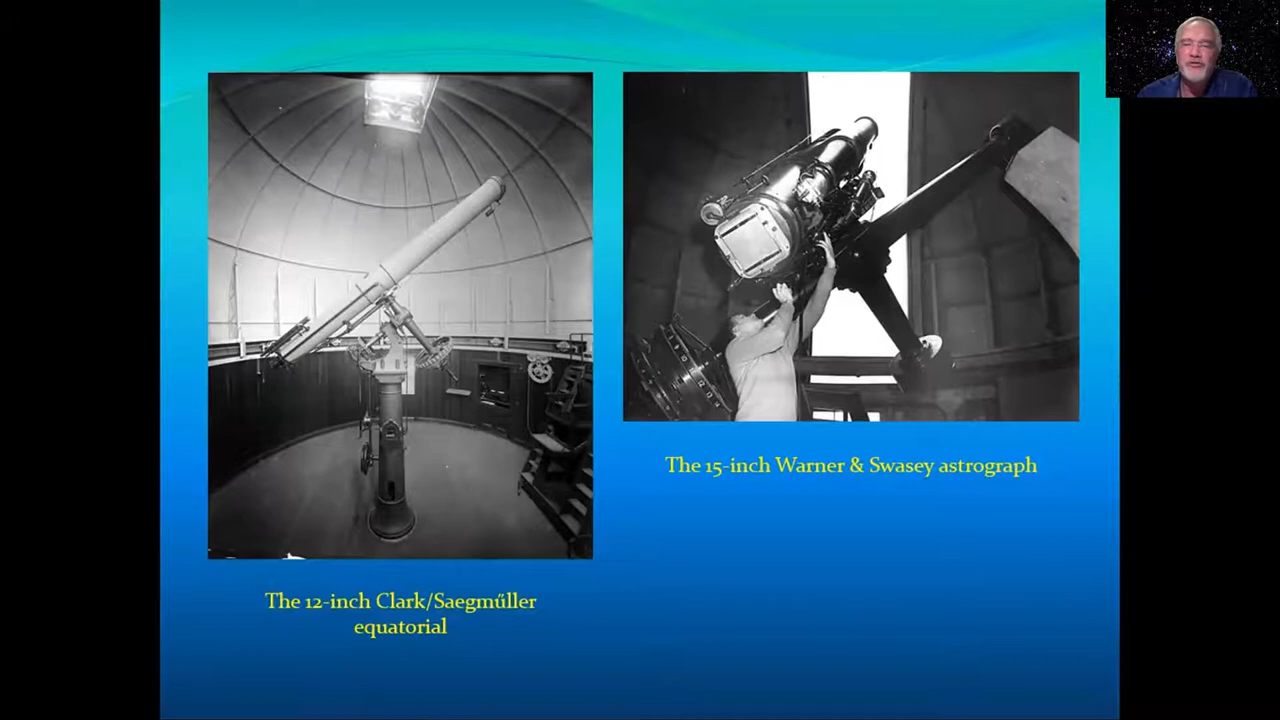 The 15-inch Warner & Swasey astrograph
The 12-inch Clark/Saegműller
equatorial